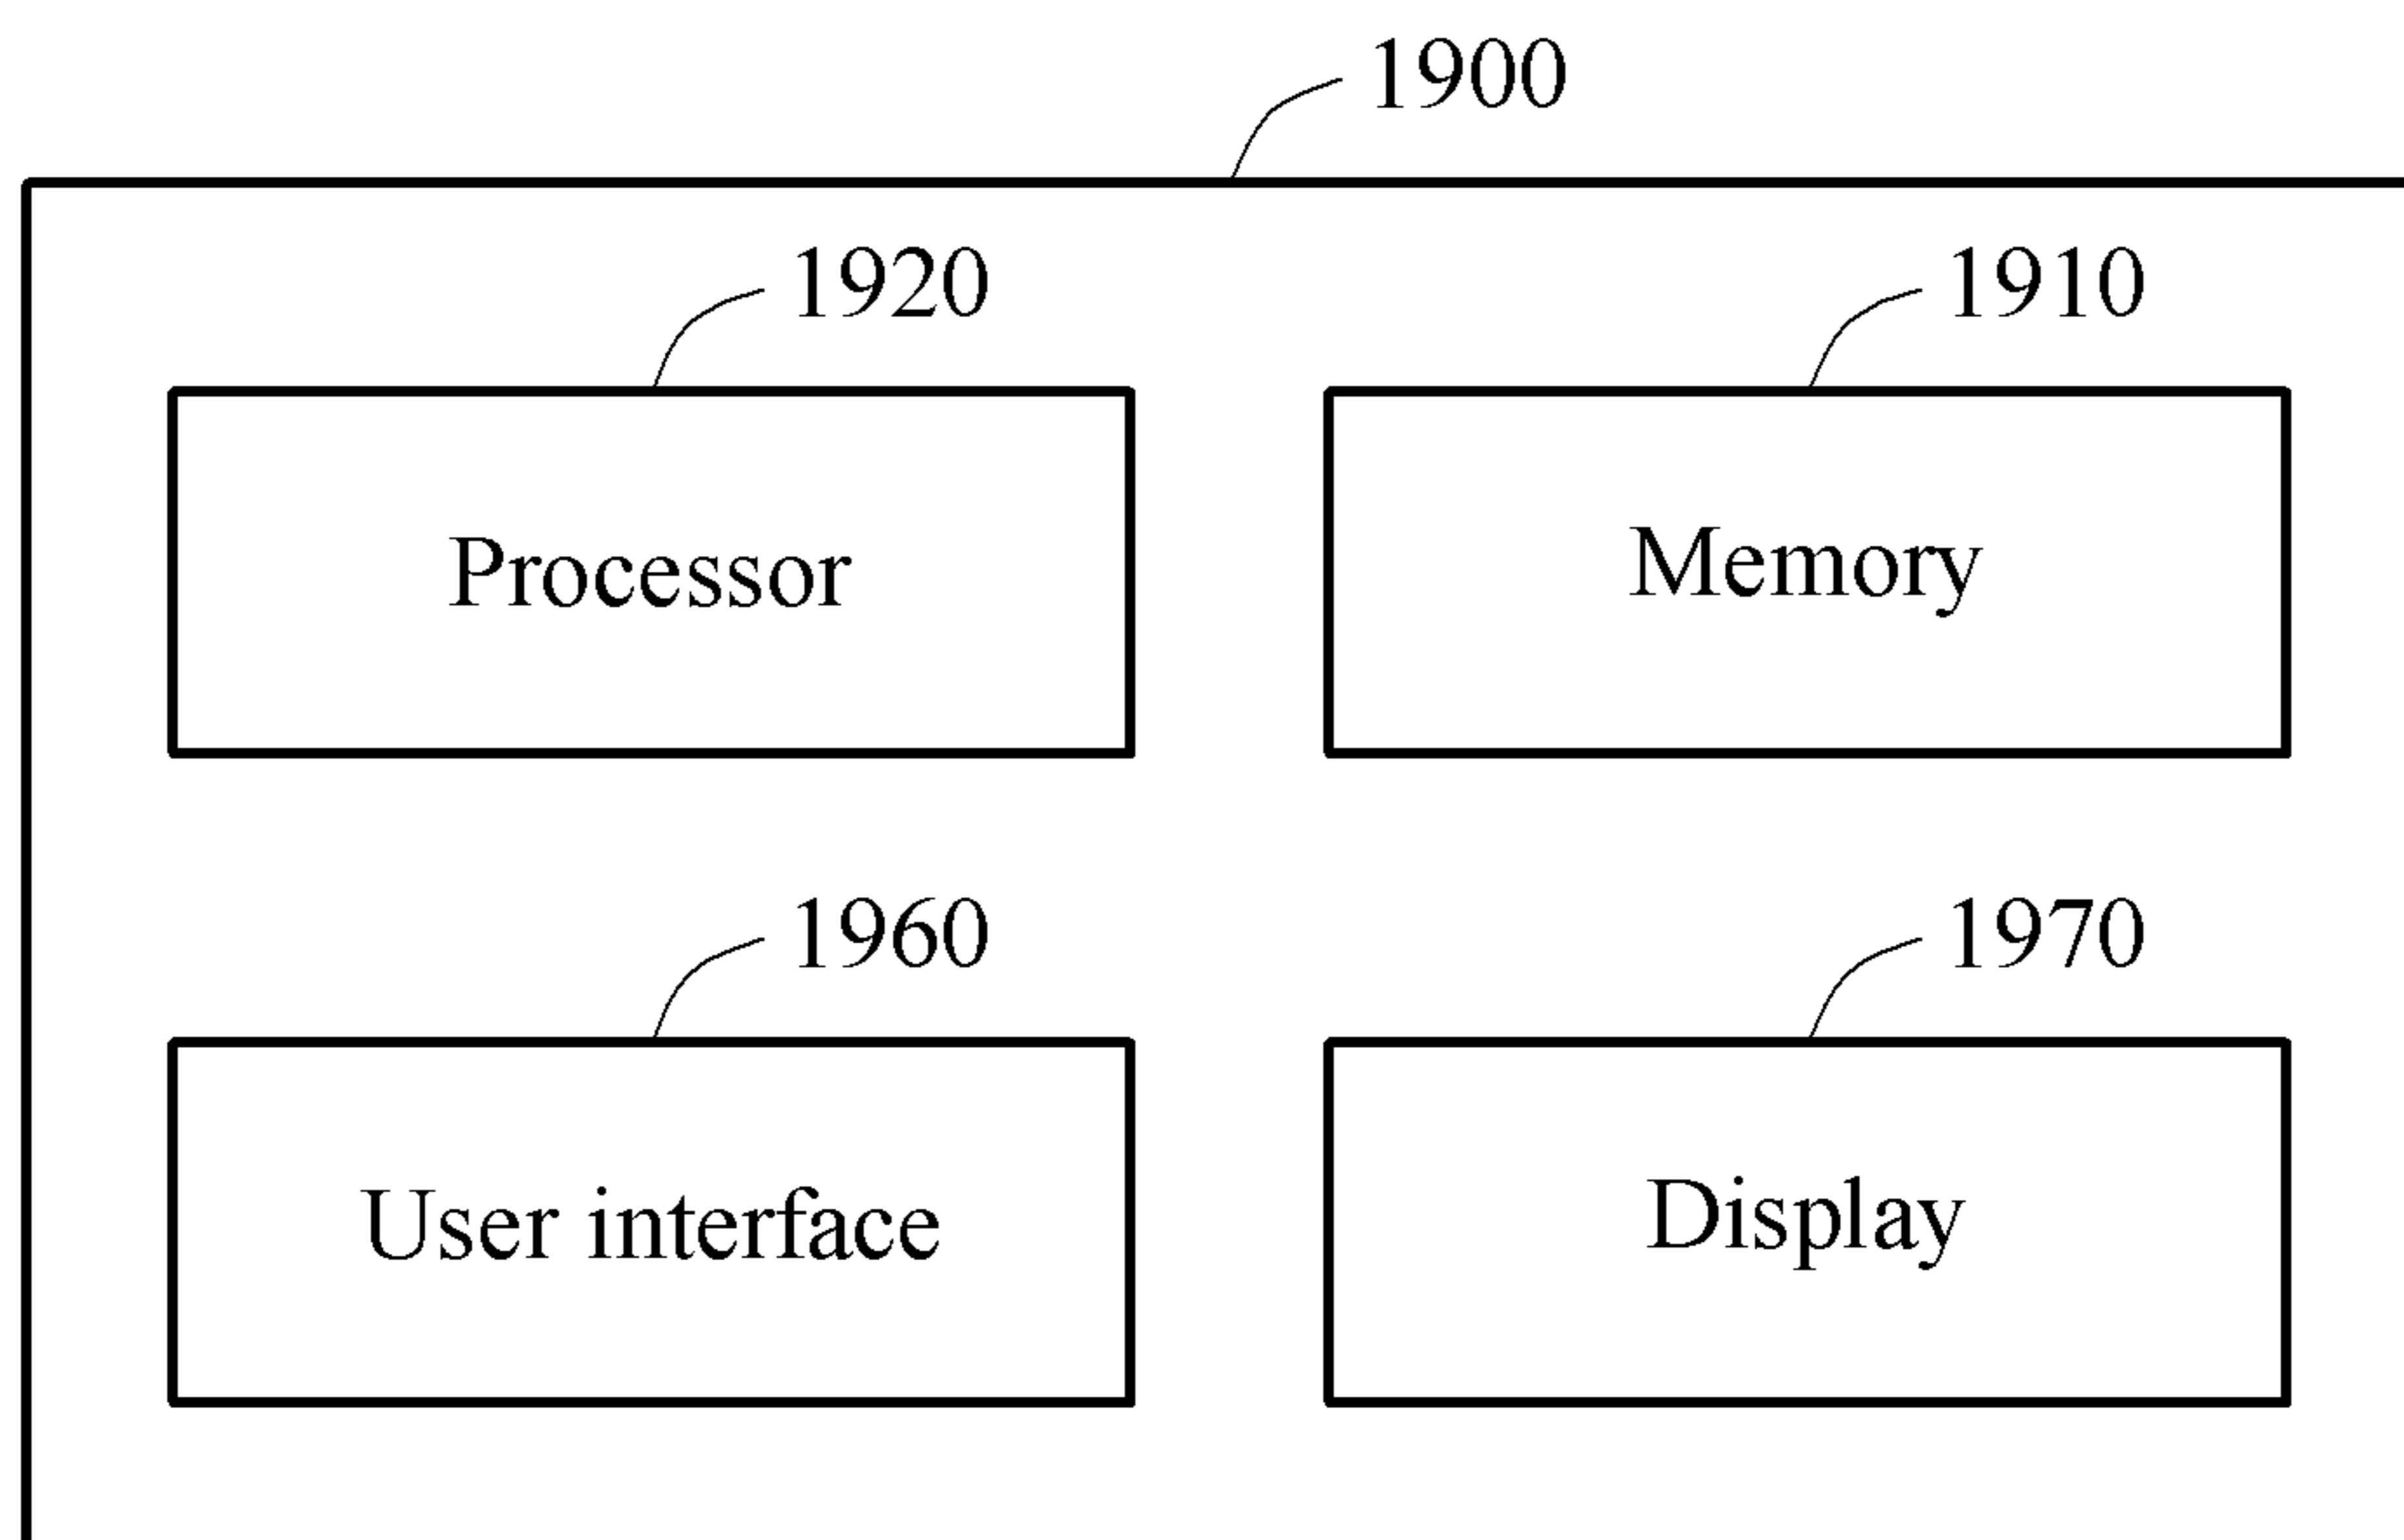 1900
1920
1910
Processor
Memory
1960
1970
User interface
Display